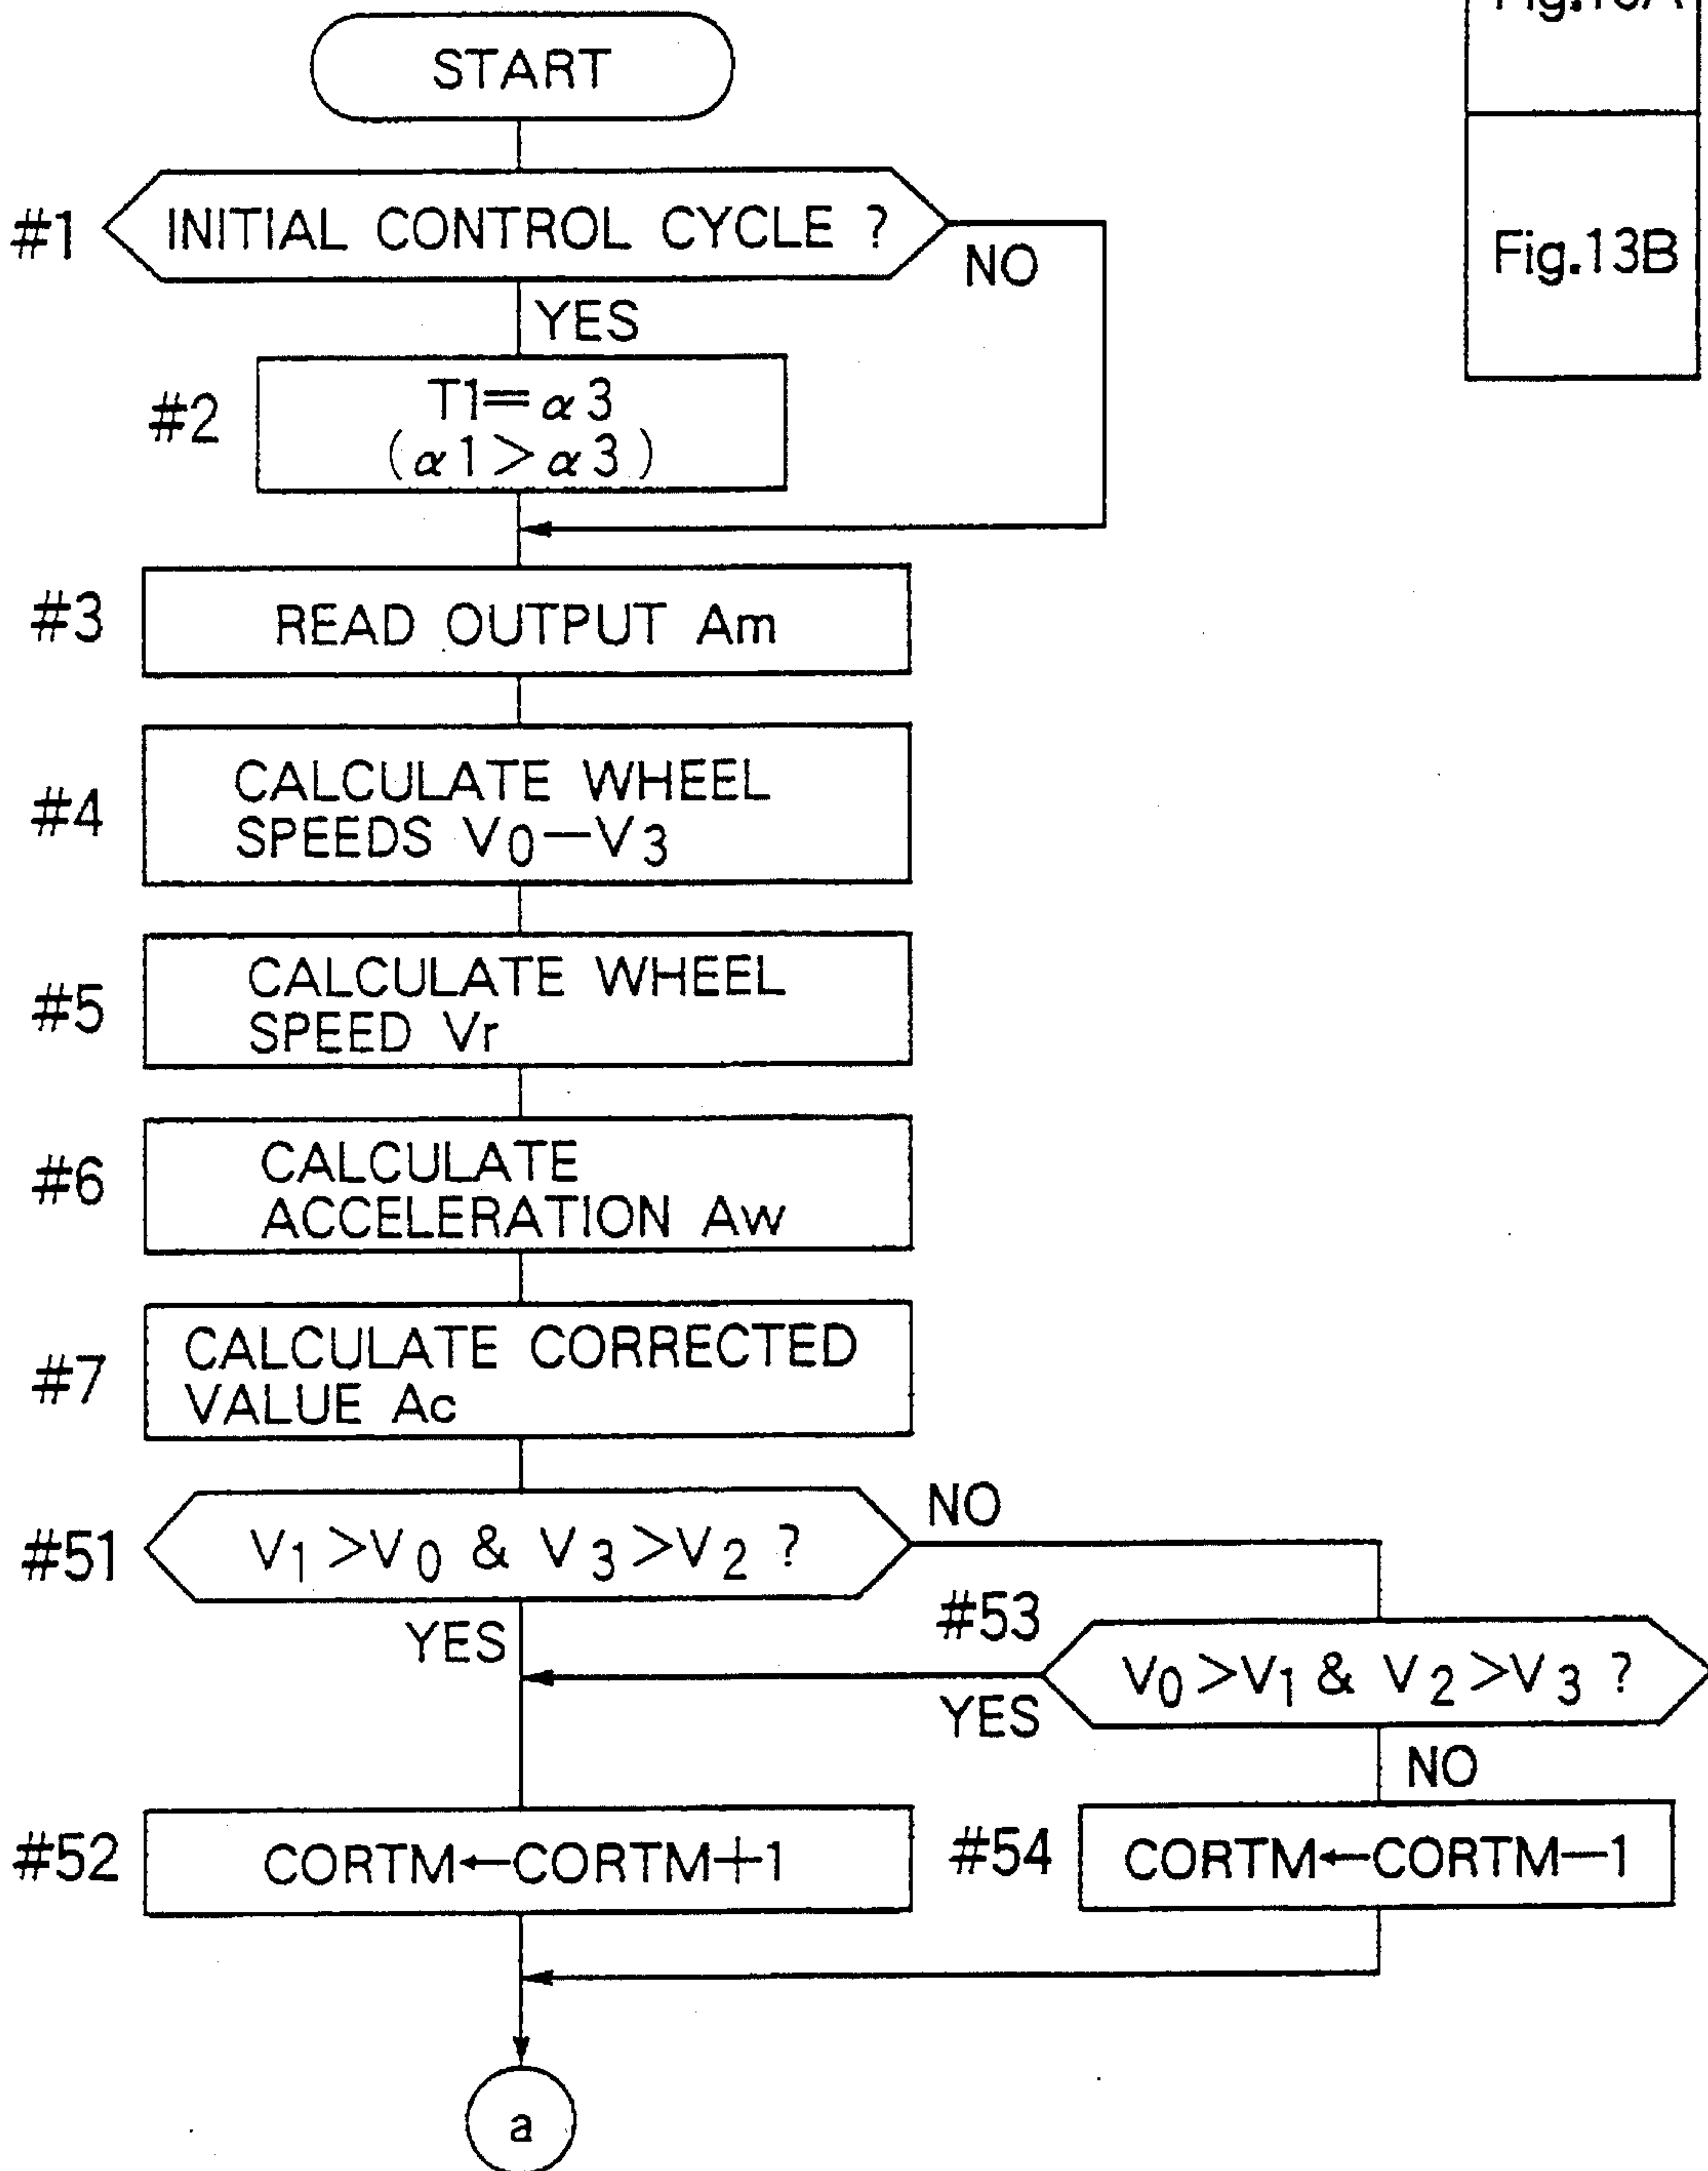 START
#1 INITIAL CONTROL CYCLE ?
NO
YES
#2 T1=α3
(α1>α3)
#3 READ OUTPUT Am
#4 CALCULATE WHEEL
SPEEDS V0—V3
#5 CALCULATE WHEEL
SPEED Vr
#6 CALCULATE
ACCELERATION Aw
#7 CALCULATE CORRECTED
VALUE Ac
#51 V1>V0 & V3>V2 ?
NO
YES
#53 V0>V1 & V2>V3 ?
YES
NO
#52 CORTM←CORTM+1
#54 CORTM←CORTM−1
a
Fig.13B